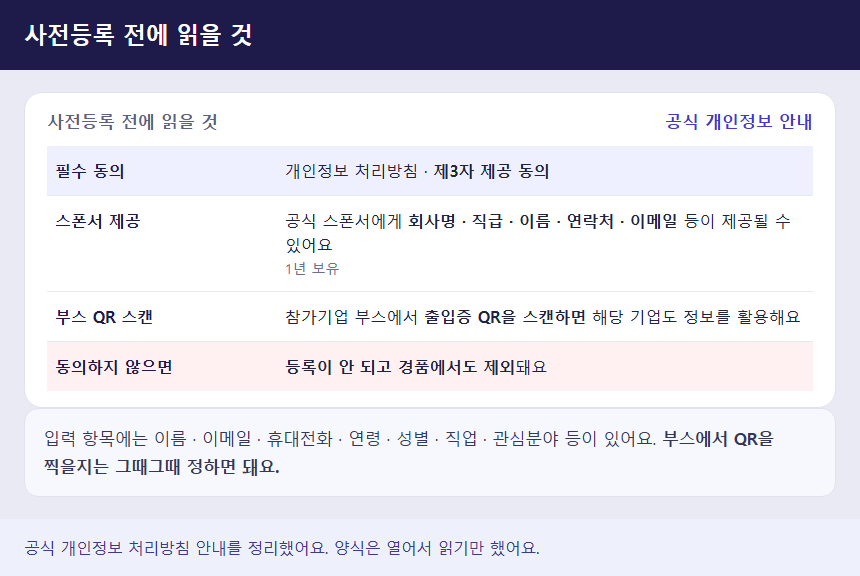 사전등록 전에 읽을 것
사전등록 전에 읽을 것
공식 개인정보 안내
필수 동의
개인정보 처리방침 · 제3자 제공 동의
스폰서 제공
공식 스폰서에게 회사명 · 직급 · 이름 · 연락처 · 이메일 등이 제공될 수
있어요
1년 보유
부스 QR 스캔
참가기업 부스에서 출입증 QR을 스캔하면 해당 기업도 정보를 활용해요
동의하지 않으면
등록이 안 되고 경품에서도 제외돼요
입력 항목에는 이름 · 이메일 · 휴대전화 · 연령 · 성별 · 직업 · 관심분야 등이 있어요. 부스에서 QR을
찍을지는 그때그때 정하면 돼요.
공식 개인정보 처리방침 안내를 정리했어요. 양식은 열어서 읽기만 했어요.